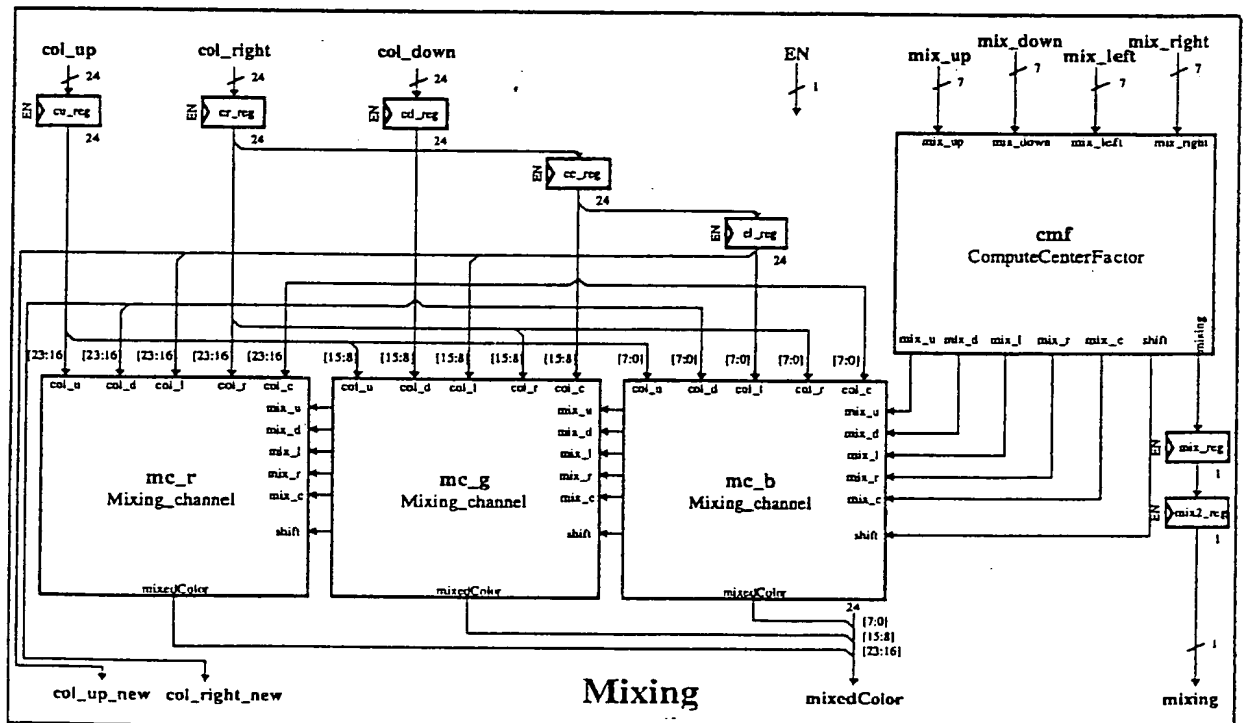 col_up col_right col_down EN mix_up mix_down mix_left mix_right
24 24 24 1 7 7 7 7
EN cu_reg EN cr_reg EN cd_reg
24 24 24
mix_up mix_down mix_left mix_right
EN cc_reg
24
EN cl_reg
24
cmf
ComputeCenterFactor
mix_u mix_d mix_l mix_r mix_c shift mixing
[23:16] [23:16] [23:16] [23:16] [23:16] [15:8] [15:8] [15:8] [15:8] [15:8] [7:0] [7:0] [7:0] [7:0] [7:0]
col_u col_d col_l col_r col_c col_u col_d col_l col_r col_c col_u col_d col_l col_r col_c
mix_u mix_u mix_u
mix_d mix_d mix_d
mix_l mix_l mix_l
mix_r mix_r mix_r
mix_c mix_c mix_c
shift shift shift
mc_r
Mixing_channel
mc_g
Mixing_channel
mc_b
Mixing_channel
EN mix_reg
1
EN mix2_reg
1
mixedColor mixedColor mixedColor
24
[7:0]
[15:8]
[23:16]
1
col_up_new col_right_new Mixing mixedColor mixing